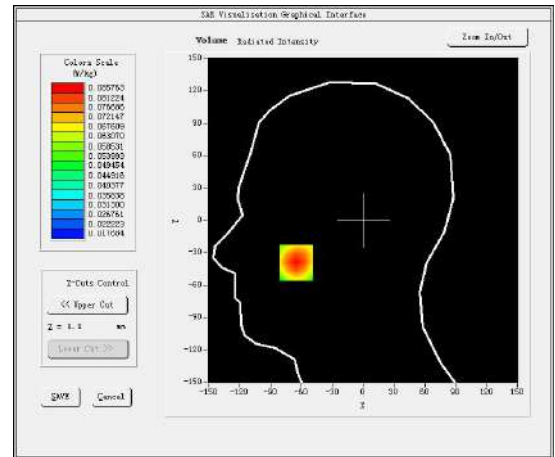 SAR Visualisation Graphical Interface
Volume Radiated Intensity
Zoom In/Out
Colors Scale
(W/kg)
0.085763
0.081224
0.076686
0.072147
0.067609
0.063070
0.058531
0.053993
0.049454
0.044916
0.040377
0.035838
0.031300
0.026761
0.022223
0.017684
Z-Cuts Control
<< Upper Cut
Z = 1.1 mm
Lower Cut >>
SAVE Cancel
150
120
90
60
30
0
-30
-60
-90
-120
-150
-150 -120 -90 -60 -30 0 30 60 90 120 150